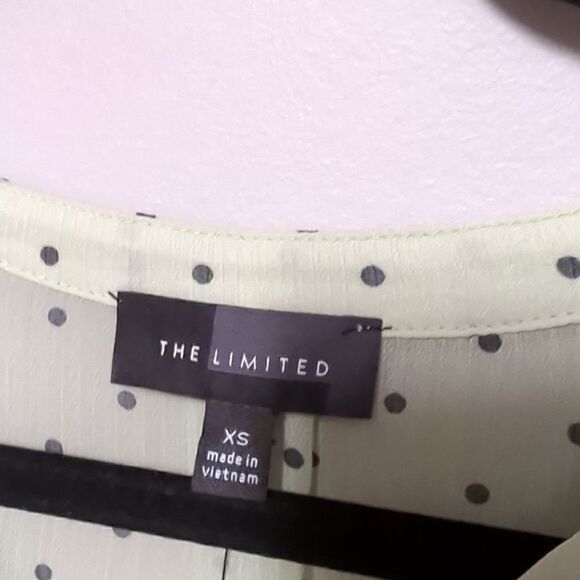 THE LIMITED
XS
made in
Vietnam